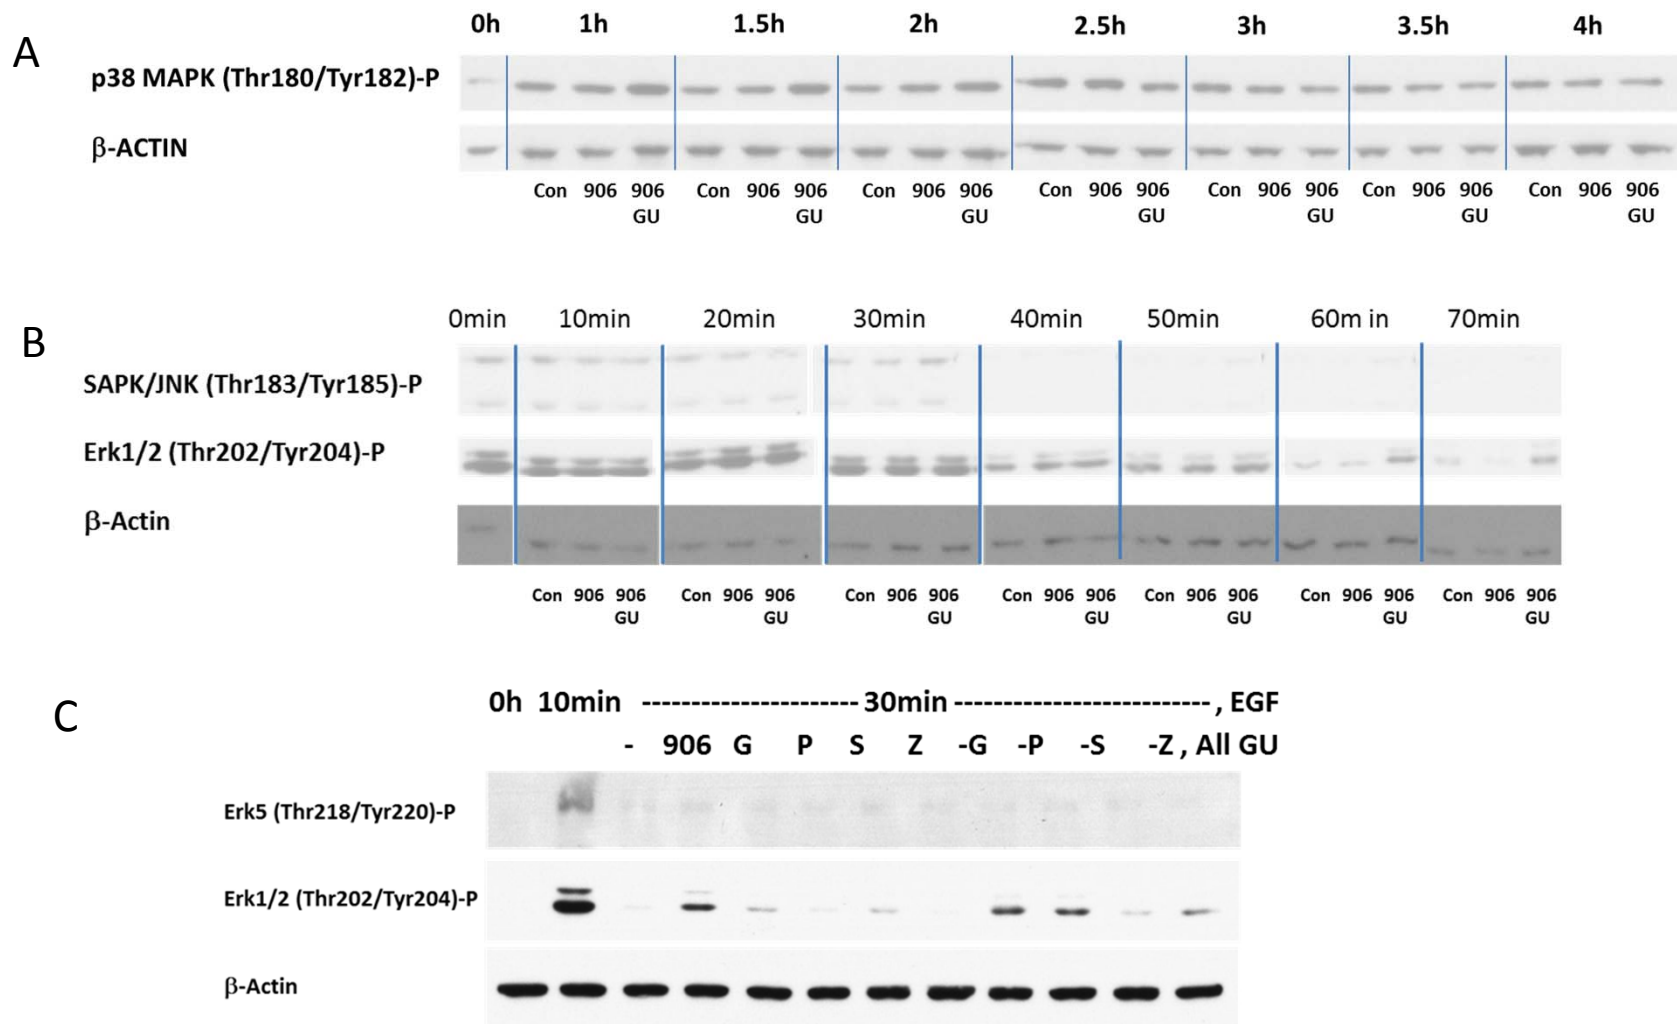 A
0h 1h 1.5h 2h 2.5h 3h 3.5h 4h
p38 MAPK (Thr180/Tyr182)-P
β-ACTIN
Con 906 906 Con 906 906 Con 906 906 Con 906 906 Con 906 906 Con 906 906 Con 906 906
GU GU GU GU GU GU GU
B
0min 10min 20min 30min 40min 50min 60m in 70min
SAPK/JNK (Thr183/Tyr185)-P
Erk1/2 (Thr202/Tyr204)-P
β-Actin
Con 906 906 Con 906 906 Con 906 906 Con 906 906 Con 906 906 Con 906 906 Con 906 906
GU GU GU GU GU GU GU
C
0h 10min ---------------------- 30min -------------------------- , EGF
- 906 G P S Z -G -P -S -Z , All GU
Erk5 (Thr218/Tyr220)-P
Erk1/2 (Thr202/Tyr204)-P
β-Actin